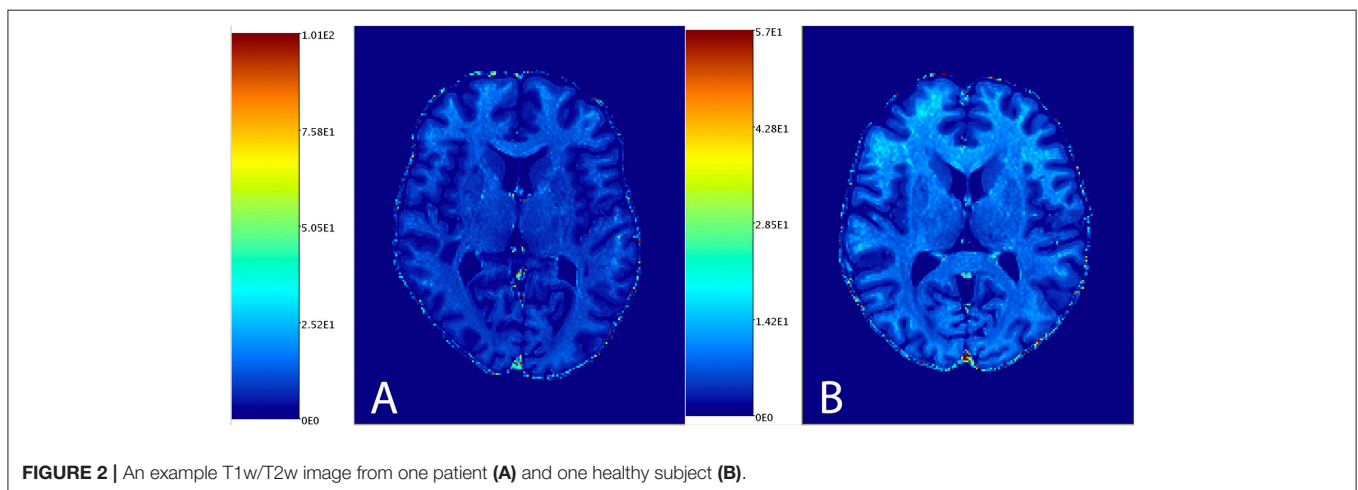 1.01E2
7.58E1
5.05E1
2.52E1
0E0
A
5.7E1
4.28E1
2.85E1
1.42E1
0E0
B
FIGURE 2 | An example T1w/T2w image from one patient (A) and one healthy subject (B).